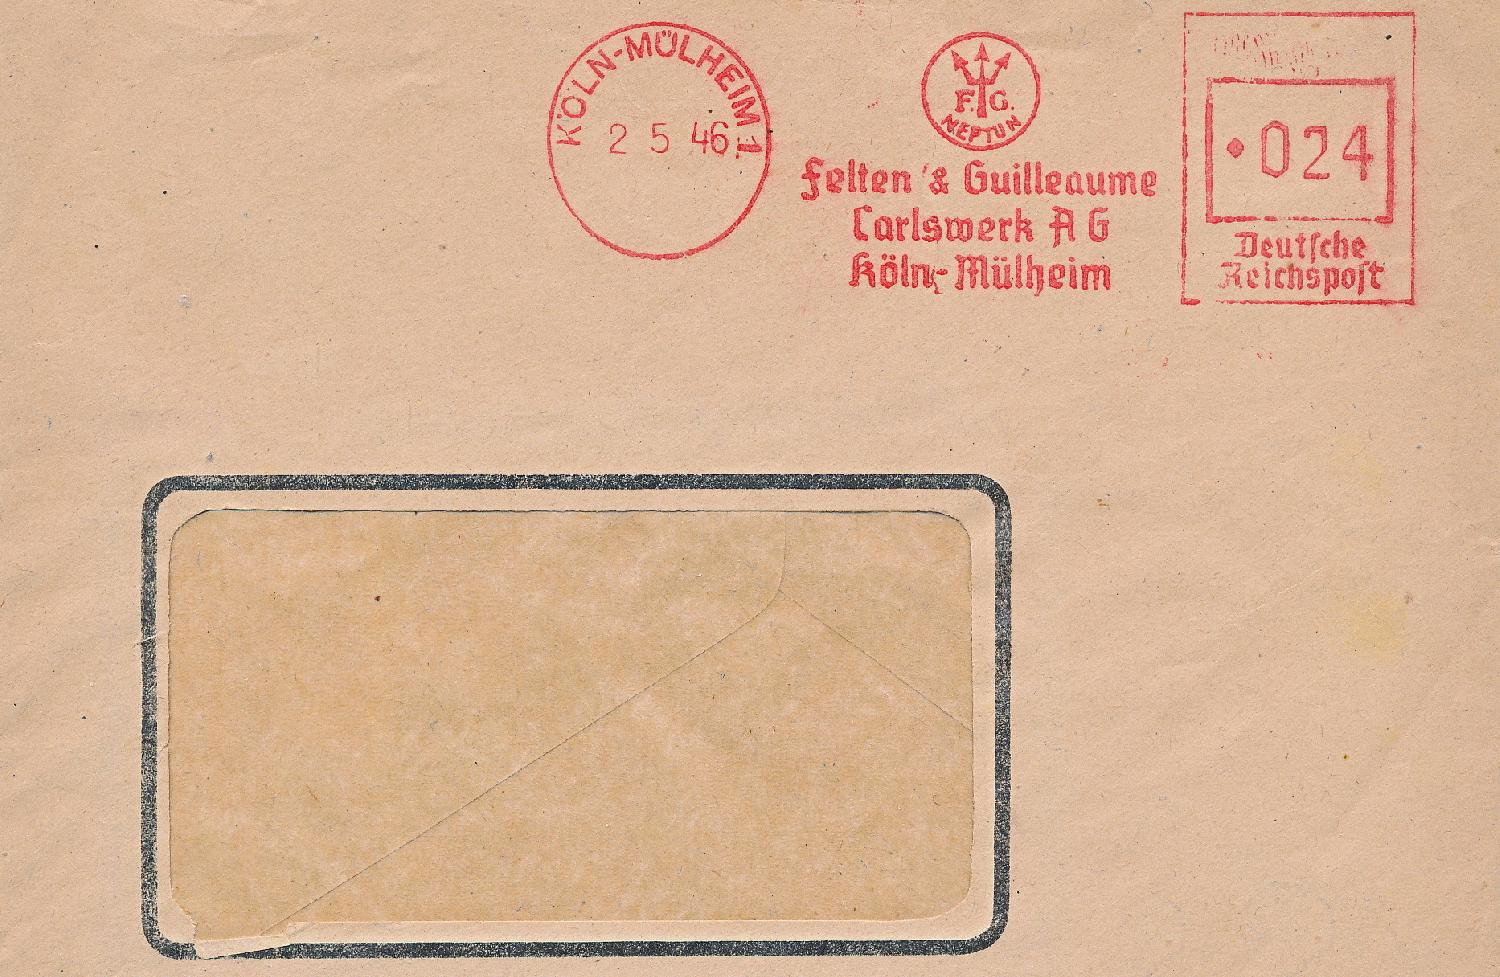 KÖLN-MÜLHEIM 1
2 5 46
F. G.
NEPTUN
Felten & Guilleaume
Carlswerk A G
Köln-Mülheim
024
Deutsche
Reichspost